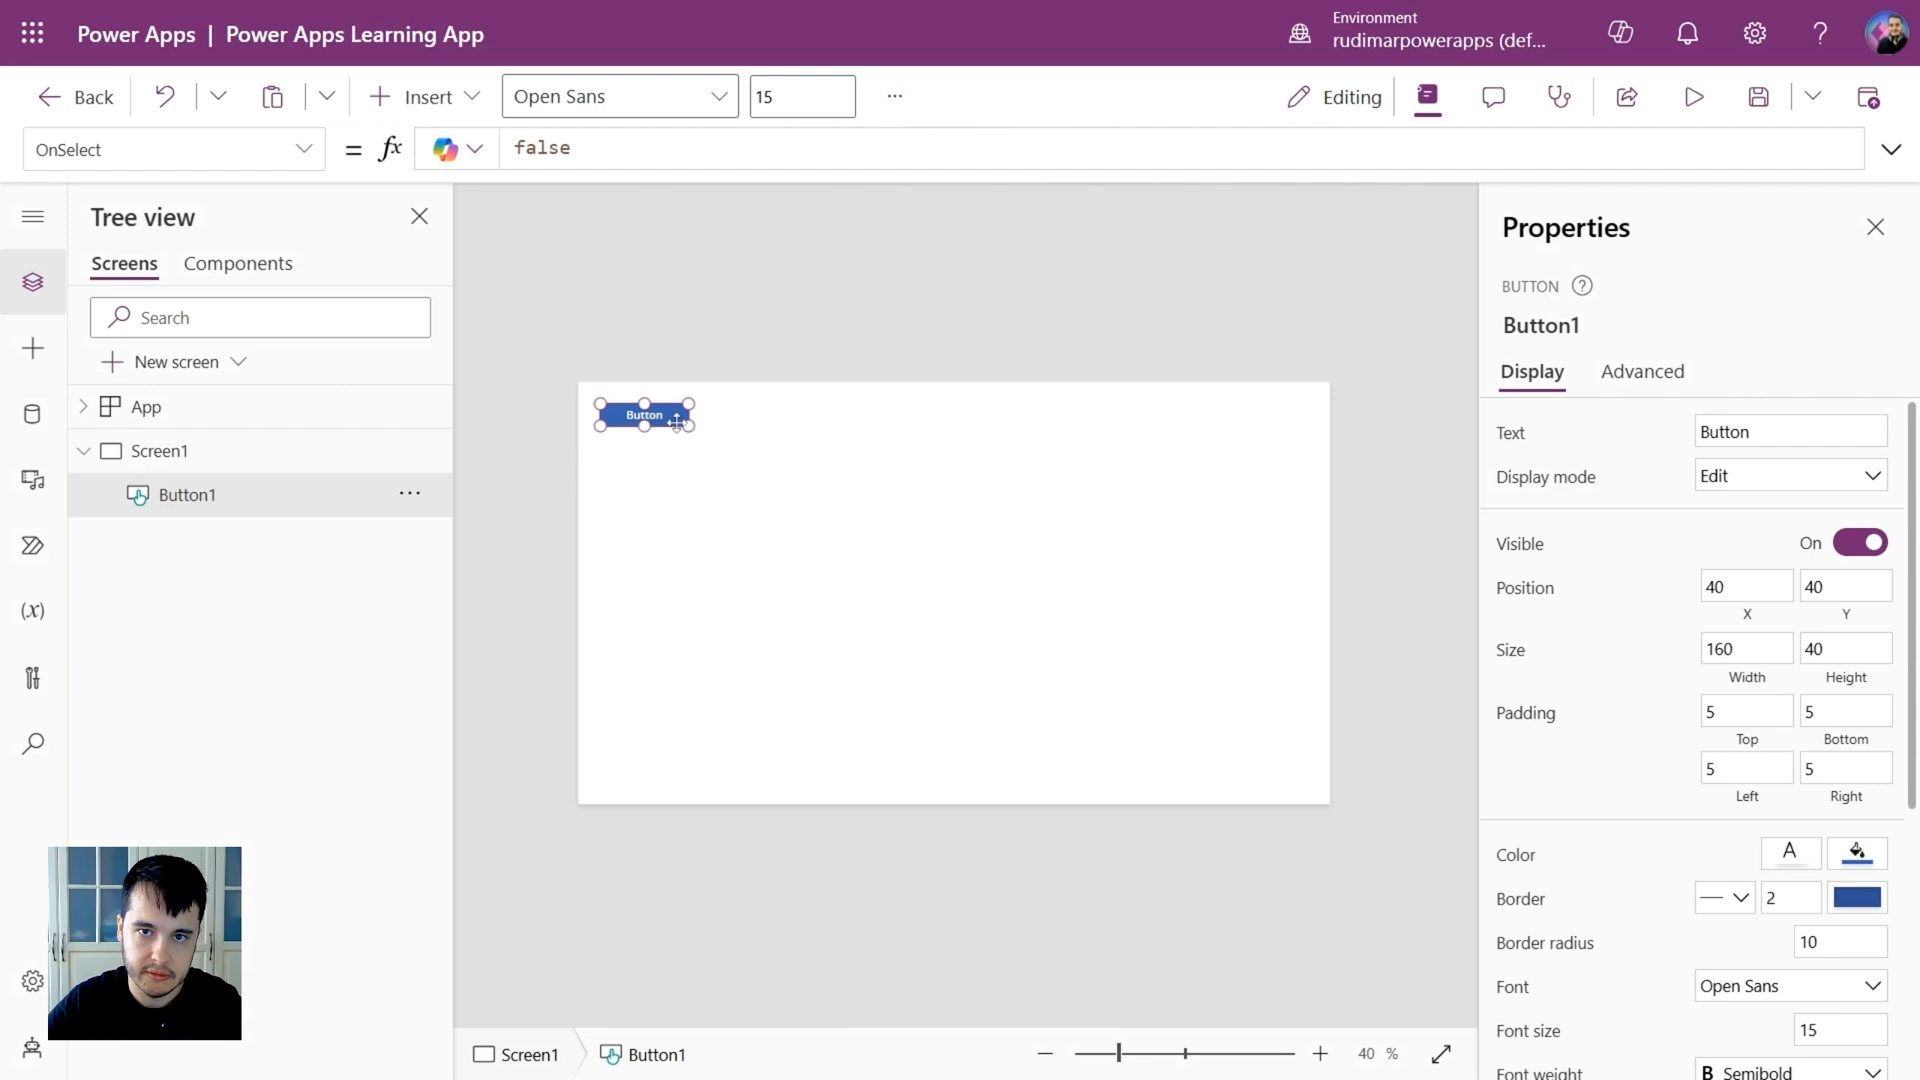 Power Apps | Power Apps Learning App
Environment
rudimarpowerapps (def...
Back
Insert
Open Sans
15
...
Editing
OnSelect
= fx
false
Tree view
Screens
Components
Search
New screen
App
Screen1
Button1
...
Button
Properties
BUTTON
Button1
Display
Advanced
Text
Button
Display mode
Edit
Visible
On
Position
40
40
X
Y
Size
160
40
Width
Height
Padding
5
5
Top
Bottom
5
5
Left
Right
Color
A
Border
2
Border radius
10
Font
Open Sans
Font size
15
Font weight
B Semibold
(x)
Screen1
Button1
40 %